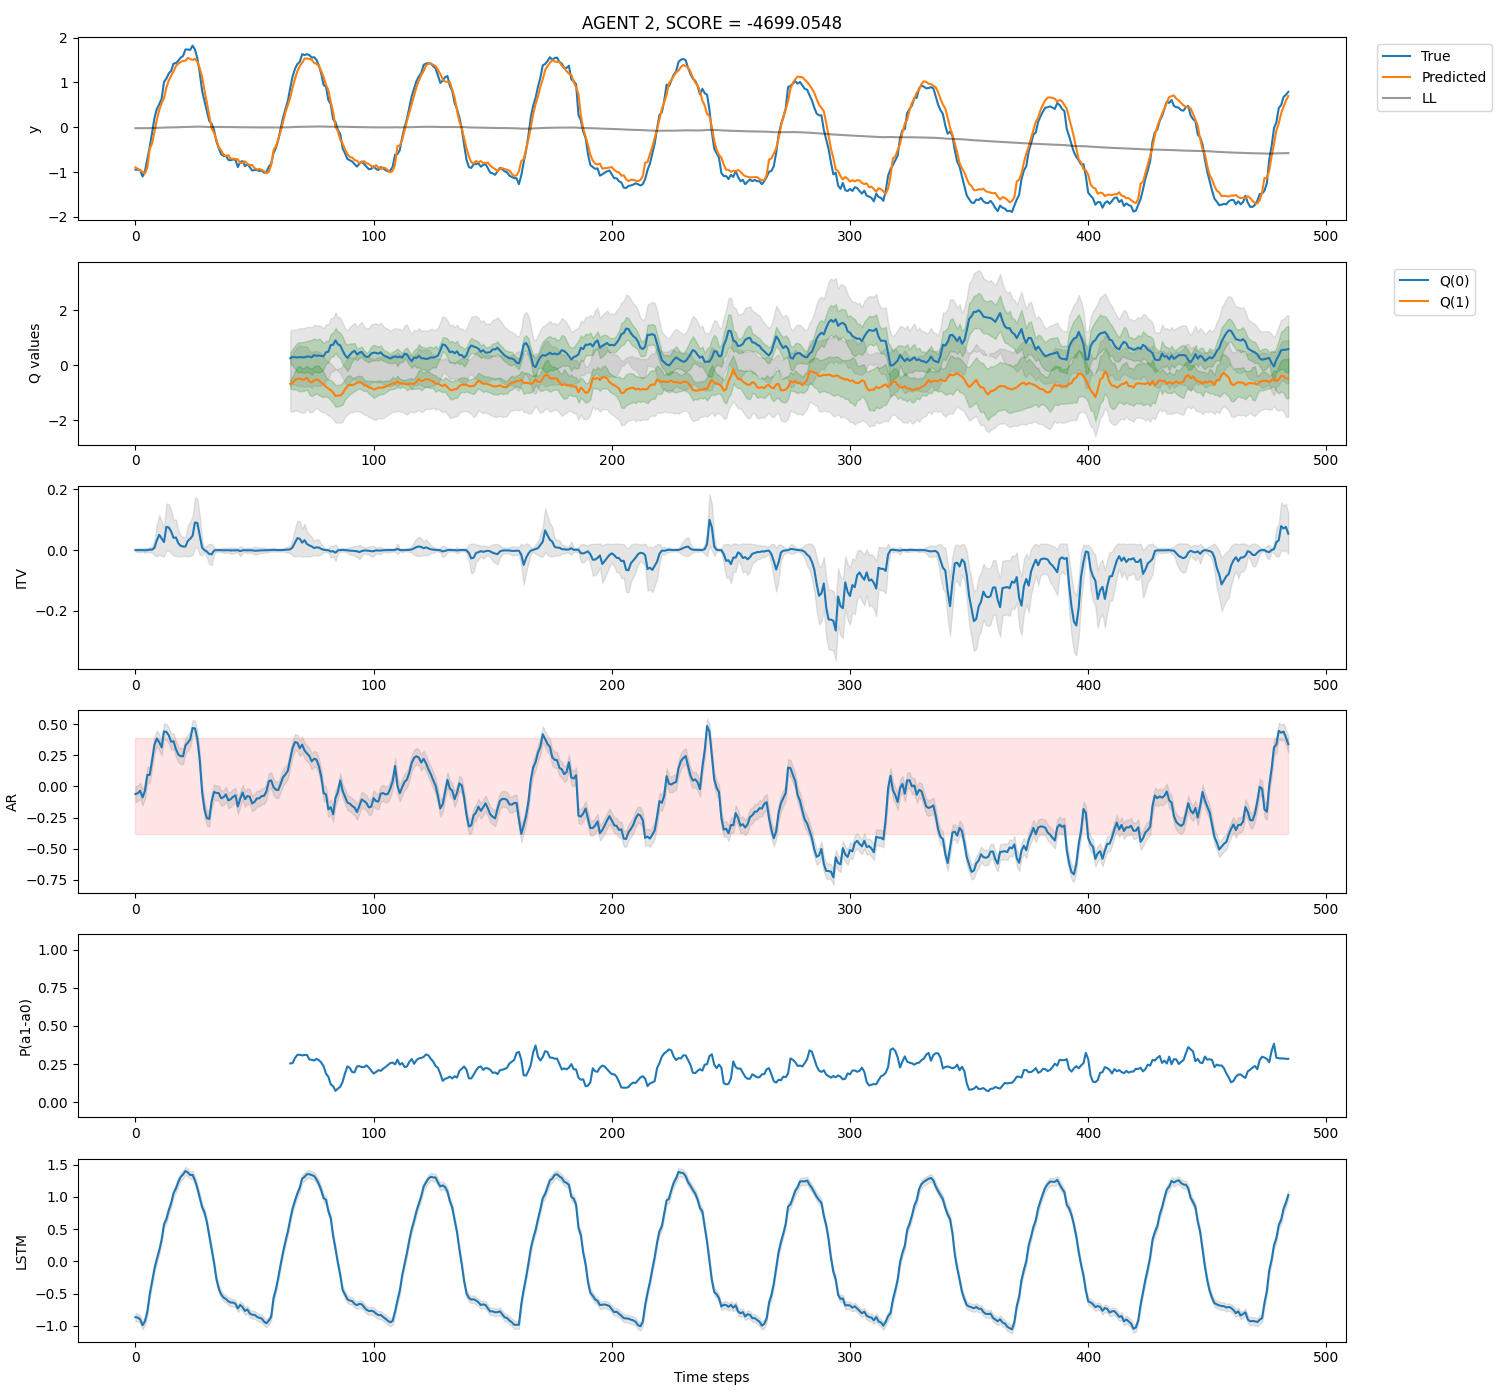 AGENT 2, SCORE = -4699.0548
2
1
0
−1
−2
y
True
Predicted
LL
0 100 200 300 400 500
2
0
−2
Q values
Q(0)
Q(1)
0 100 200 300 400 500
0.2
0.0
−0.2
ITV
0 100 200 300 400 500
0.50
0.25
0.00
−0.25
−0.50
−0.75
AR
0 100 200 300 400 500
1.00
0.75
0.50
0.25
0.00
P(a1-a0)
0 100 200 300 400 500
1.5
1.0
0.5
0.0
−0.5
−1.0
LSTM
0 100 200 300 400 500
Time steps